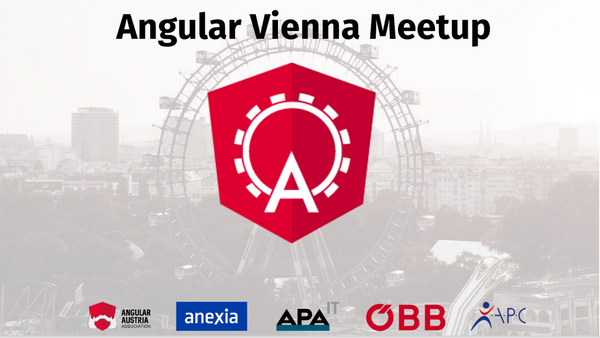 Angular Vienna Meetup
A
ANGULAR
AUSTRIA
ASSOCIATION
anexia
APA IT
ÖBB
APC